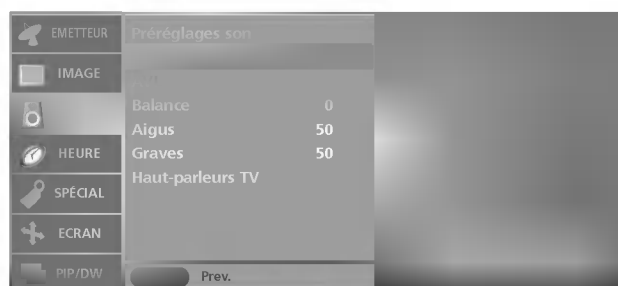 EMETTEUR
IMAGE
HEURE
SPÉCIAL
ECRAN
PIP/DW
Préréglages son
Balance 0
Aigus 50
Graves 50
Haut-parleurs TV
Prev.